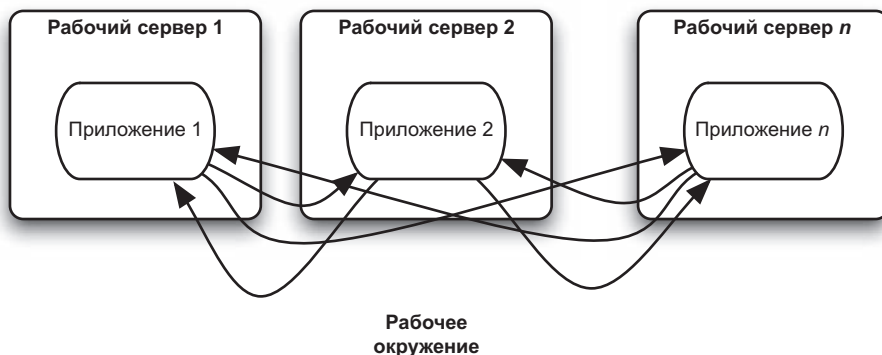 Рабочий сервер 1
Рабочий сервер 2
Рабочий сервер n
Приложение 1
Приложение 2
Приложение n
Рабочее
окружение